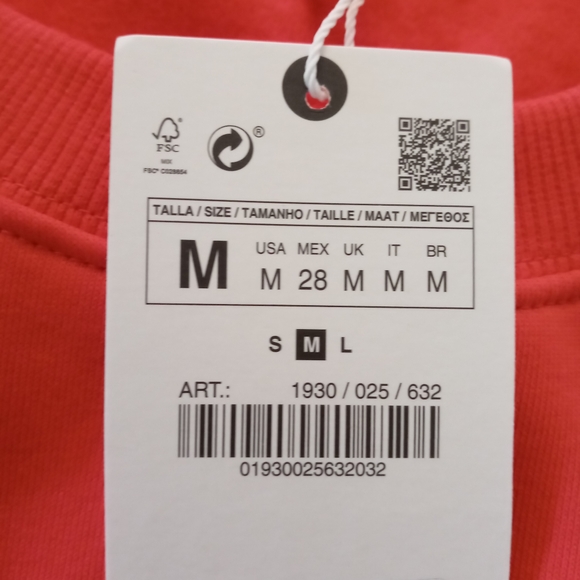 FSC
MIX
FSC® C028654
®
TALLA / SIZE / TAMANHO / TAILLE / MAAT / ΜΕΓΕΘΟΣ
M
USA MEX UK IT BR
M 28 M M M
S M L
ART.: 1930 / 025 / 632
01930025632032